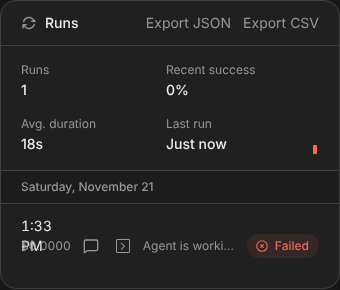 Runs Export JSON Export CSV
Runs Recent success
1 0%
Avg. duration Last run
18s Just now
Saturday, November 21
1:33
PM
0000 Agent is worki... Failed